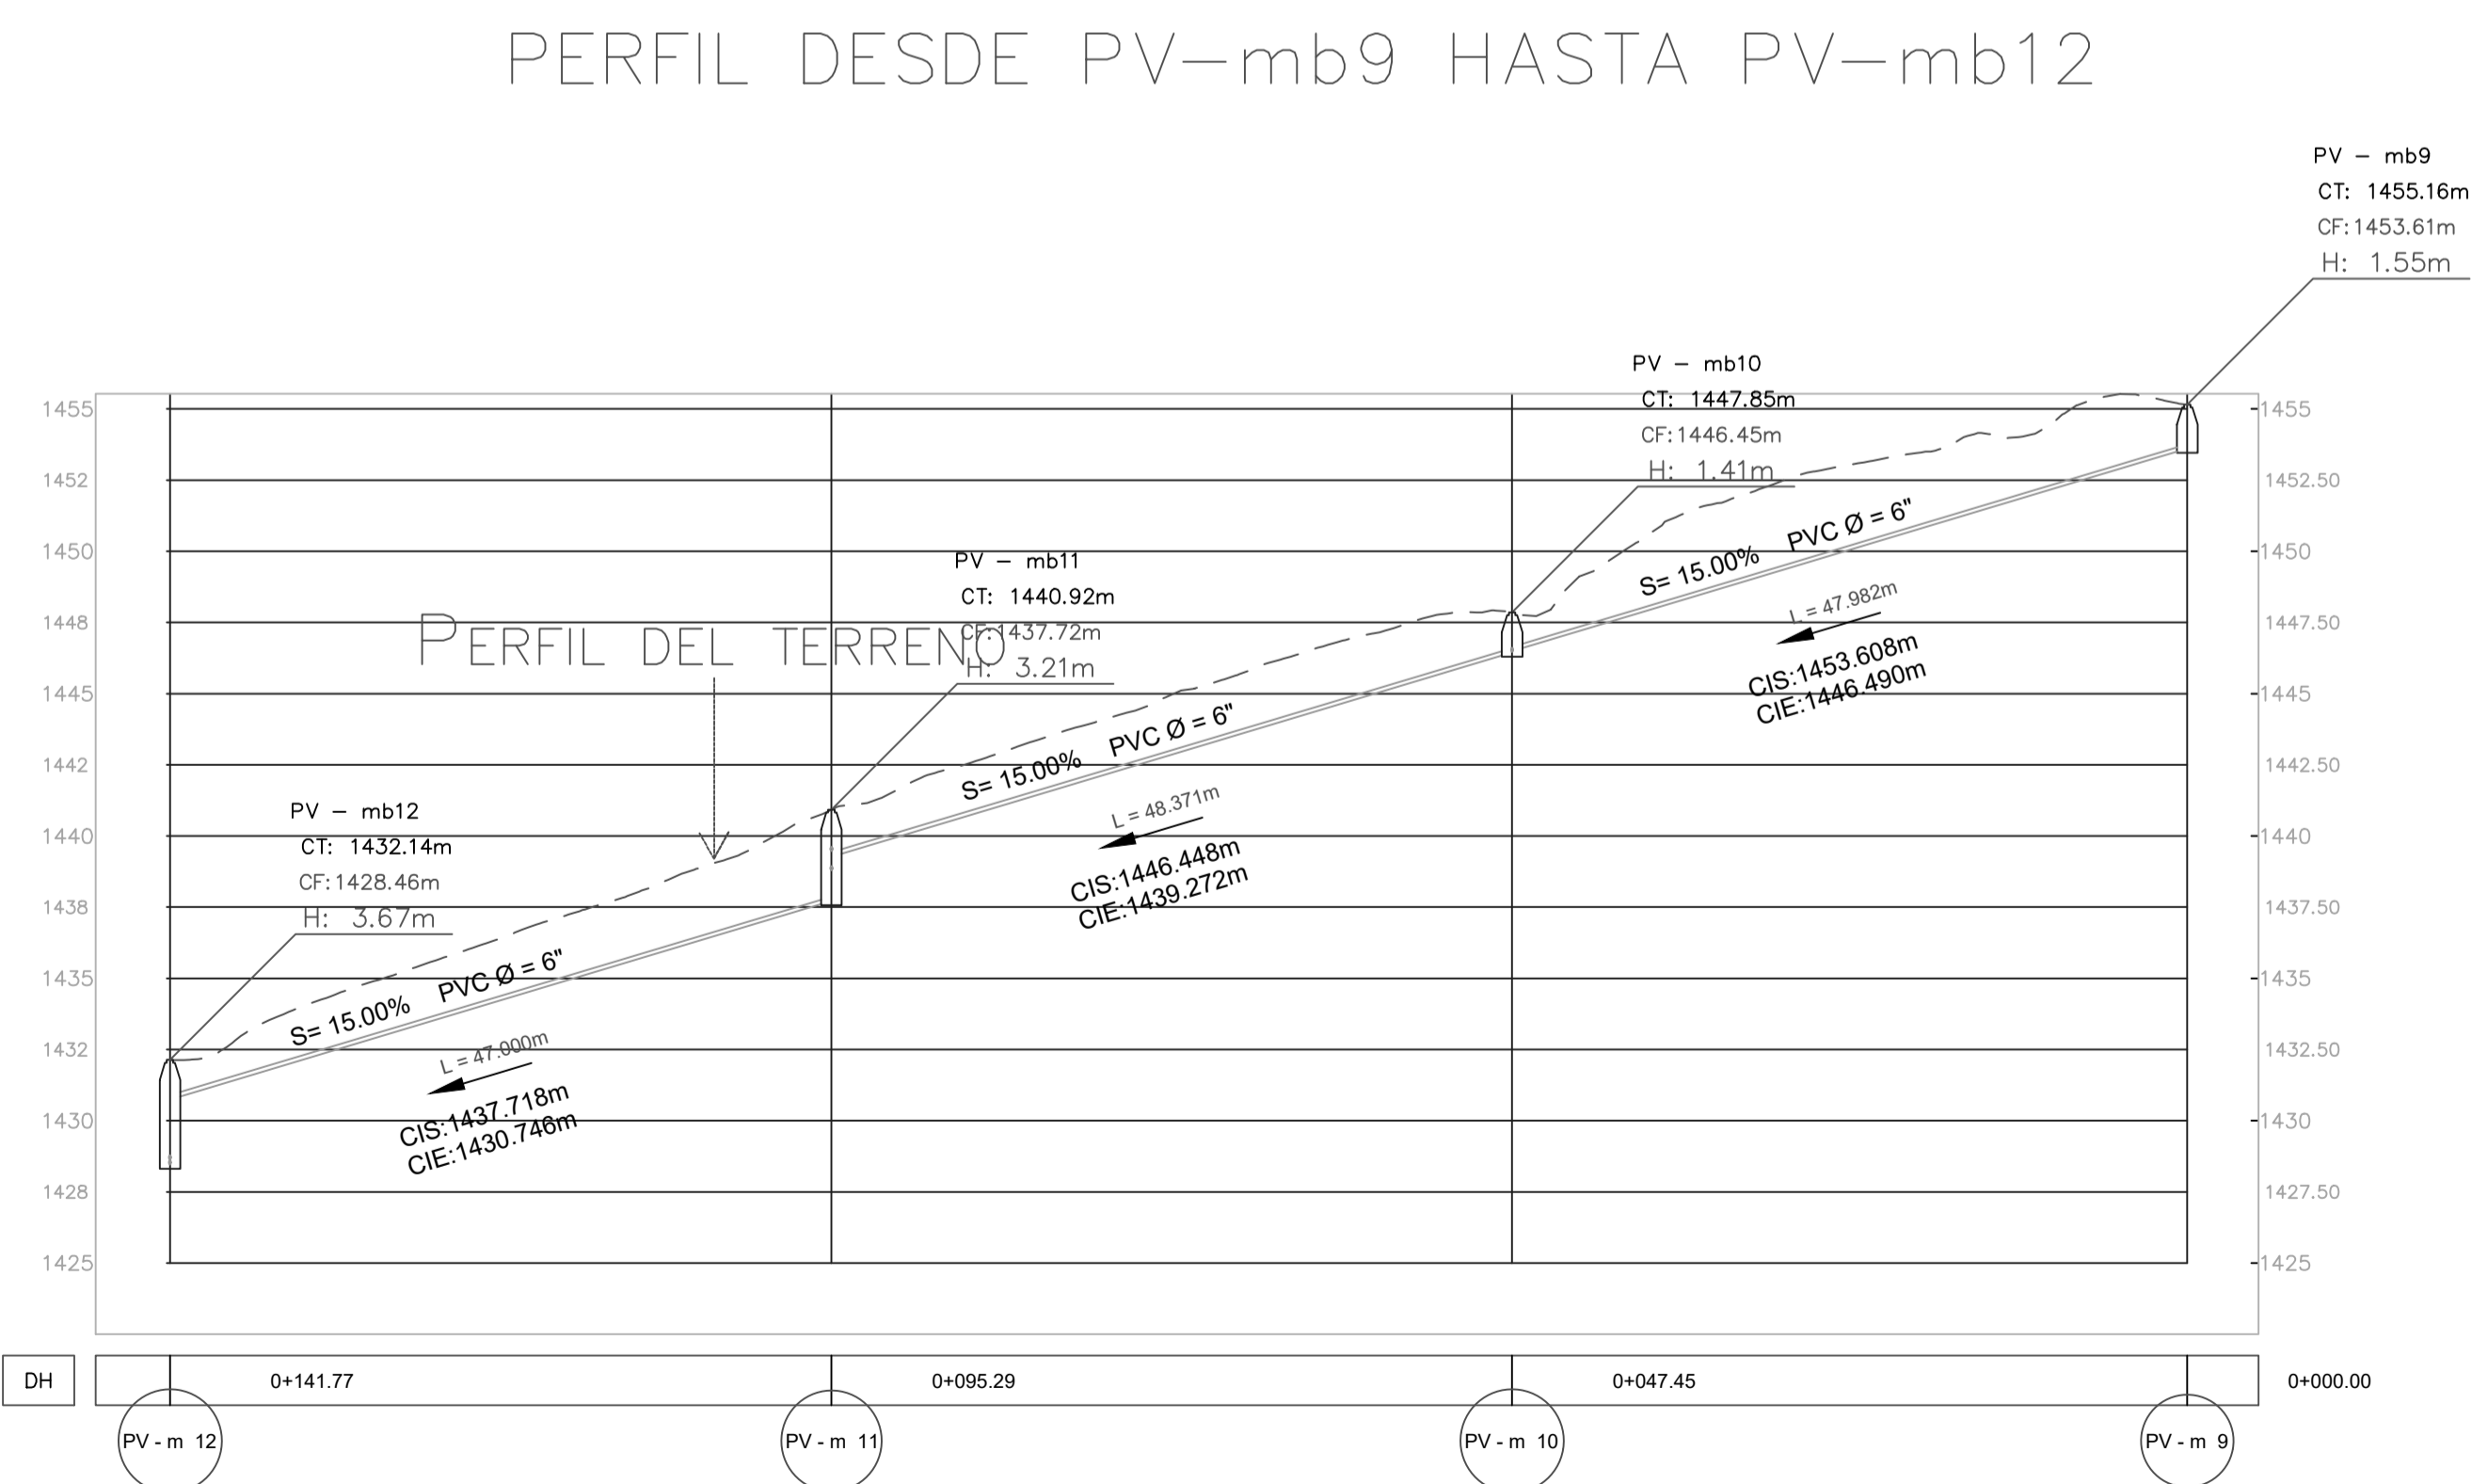 PERFIL DESDE PV-mb9 HASTA PV-mb12
PV - mb9
CT: 1455.16m
CF:1453.61m
H: 1.55m
PV - mb10
CT: 1447.85m
CF:1446.45m
H: 1.41m
PV - mb11
CT: 1440.92m
CF:1437.72m
H: 3.21m
PERFIL DEL TERRENO
PV - mb12
CT: 1432.14m
CF:1428.46m
H: 3.67m
1455
1452
1450
1448
1445
1442
1440
1438
1435
1432
1430
1428
1425
S= 15.00% PVC Ø = 6"
L = 47.000m
CIS:1437.718m
CIE:1430.746m
S= 15.00% PVC Ø = 6"
L = 48.371m
CIS:1446.448m
CIE:1439.272m
S= 15.00% PVC Ø = 6"
L = 47.982m
CIS:1453.608m
CIE:1446.490m
1455
1452.50
1450
1447.50
1445
1442.50
1440
1437.50
1435
1432.50
1430
1427.50
1425
DH 0+141.77 0+095.29 0+047.45 0+000.00
PV - m 12 PV - m 11 PV - m 10 PV - m 9